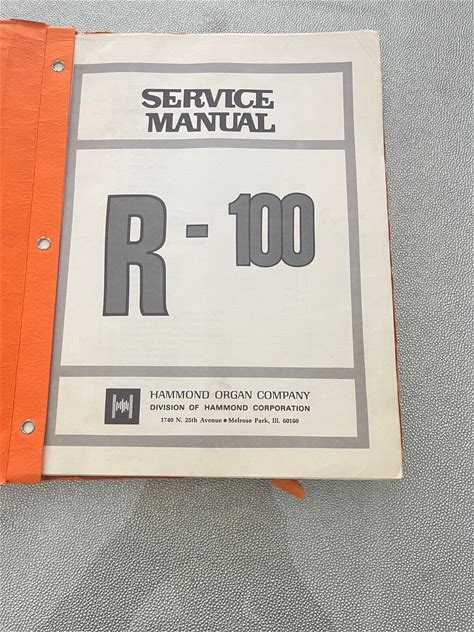 SERVICE
MANUAL
R-100
HAMMOND ORGAN COMPANY
DIVISION OF HAMMOND CORPORATION
1740 N. 25th Avenue ● Melrose Park, Ill. 60160